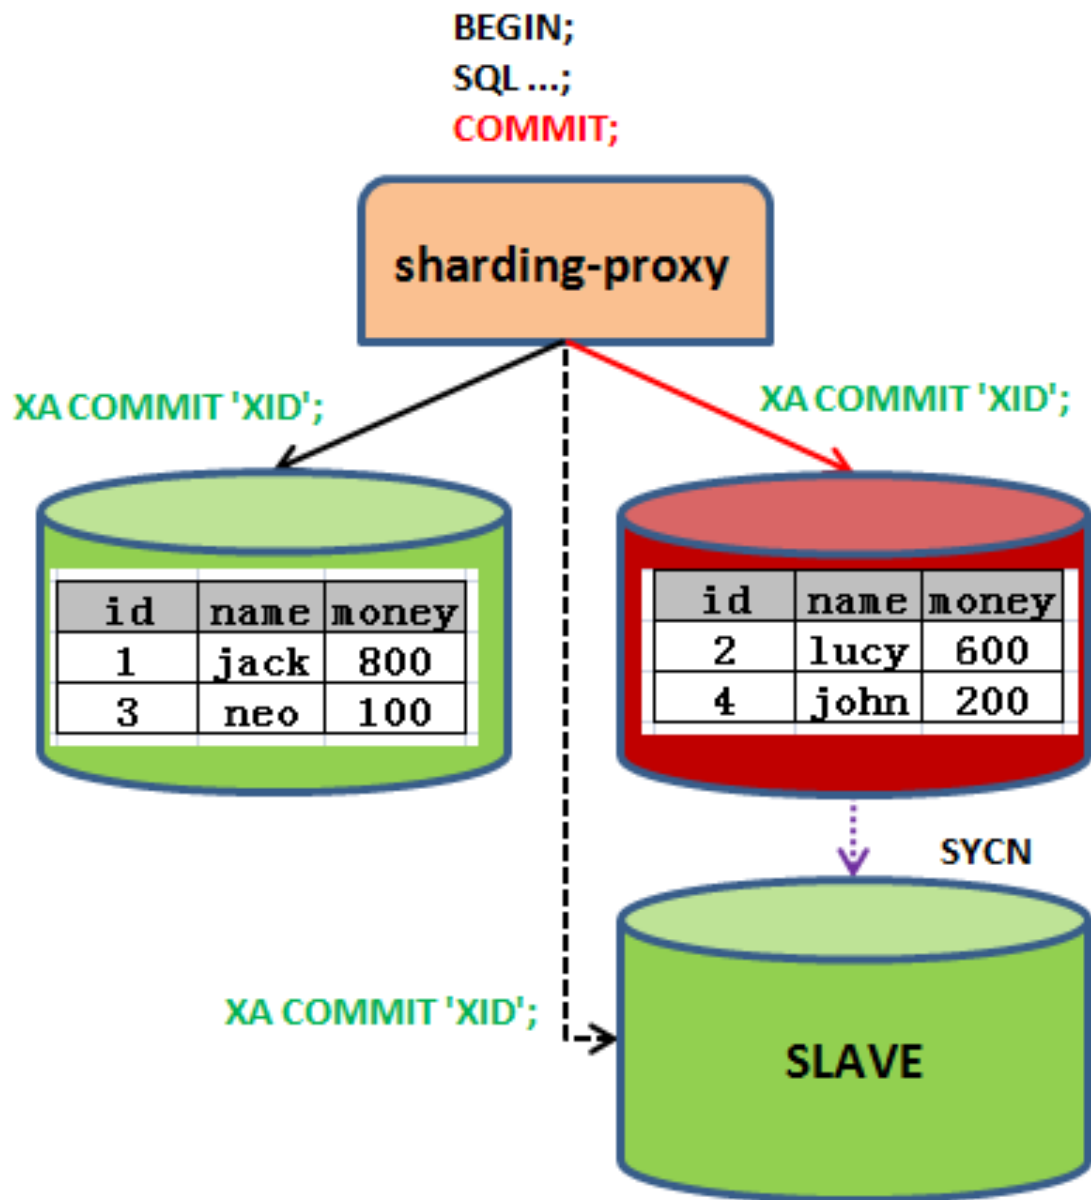 BEGIN;
SQL ...;
COMMIT;
sharding-proxy
XA COMMIT 'XID';
XA COMMIT 'XID';
id name money
1 jack 800
3 neo 100
id name money
2 lucy 600
4 john 200
SYCN
XA COMMIT 'XID';
SLAVE